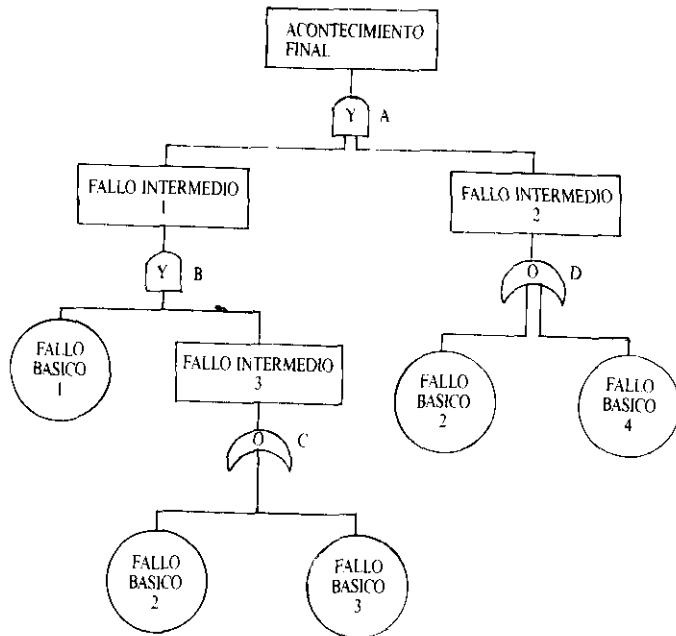 ACONTECIMIENTO
FINAL
Y
A
FALLO INTERMEDIO
1
FALLO INTERMEDIO
2
Y
B
O
D
FALLO
BASICO
1
FALLO INTERMEDIO
3
FALLO
BASICO
2
FALLO
BASICO
4
O
C
FALLO
BASICO
2
FALLO
BASICO
3